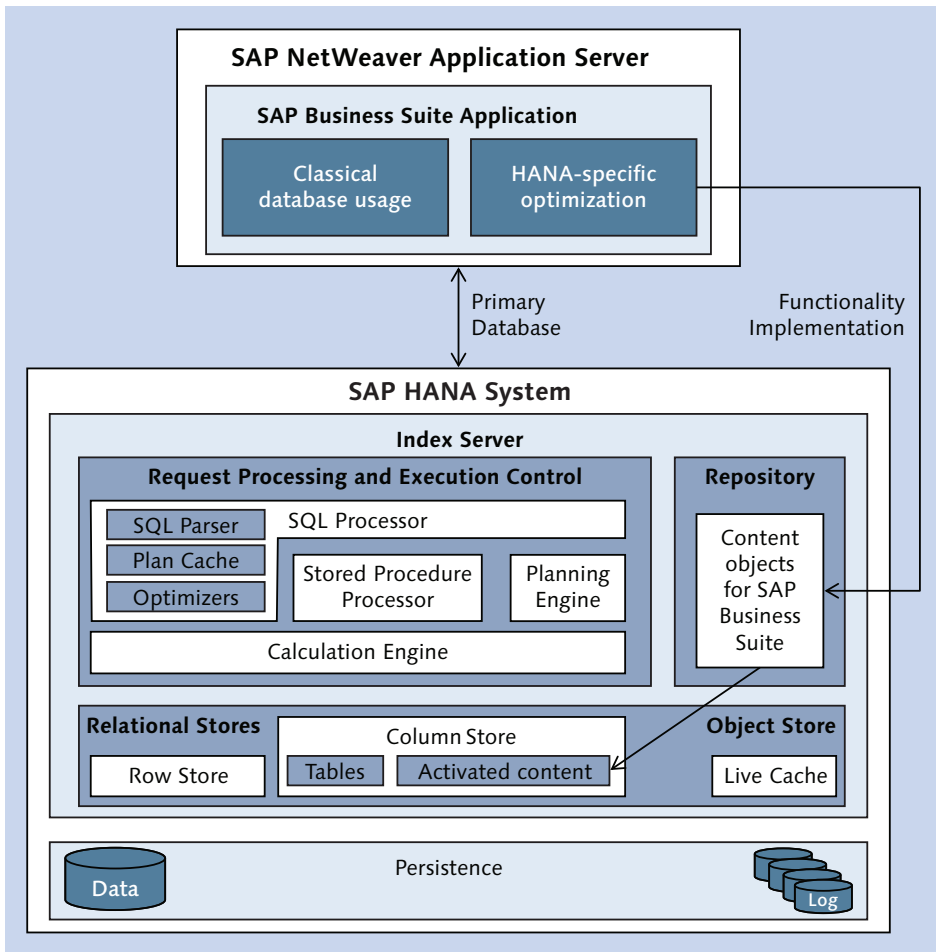 SAP NetWeaver Application Server
SAP Business Suite Application
Classical
database usage
HANA-specific
optimization
Primary
Database
Functionality
Implementation
SAP HANA System
Index Server
Request Processing and Execution Control
SQL Parser
Plan Cache
Optimizers
SQL Processor
Stored Procedure
Processor
Planning
Engine
Calculation Engine
Repository
Content
objects
for SAP
Business
Suite
Relational Stores
Row Store
Column Store
Tables
Activated content
Object Store
Live Cache
Persistence
Data
Log